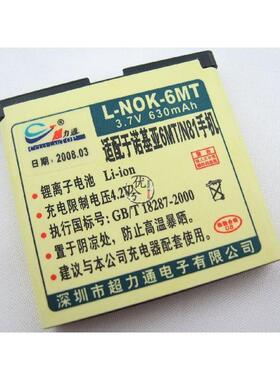 L-NOK-6MT
3.7V 630mAh
超力通
日期：2008.03
适配于诺基亚6MT/N81手机
锂离子电池 Li-ion
充电限制电压4.2V
执行国标号：GB/T18287-2000
置于阴凉处，防止高温暴晒。
建议与本公司充电器配套使用。
深圳市超力通电子有限公司